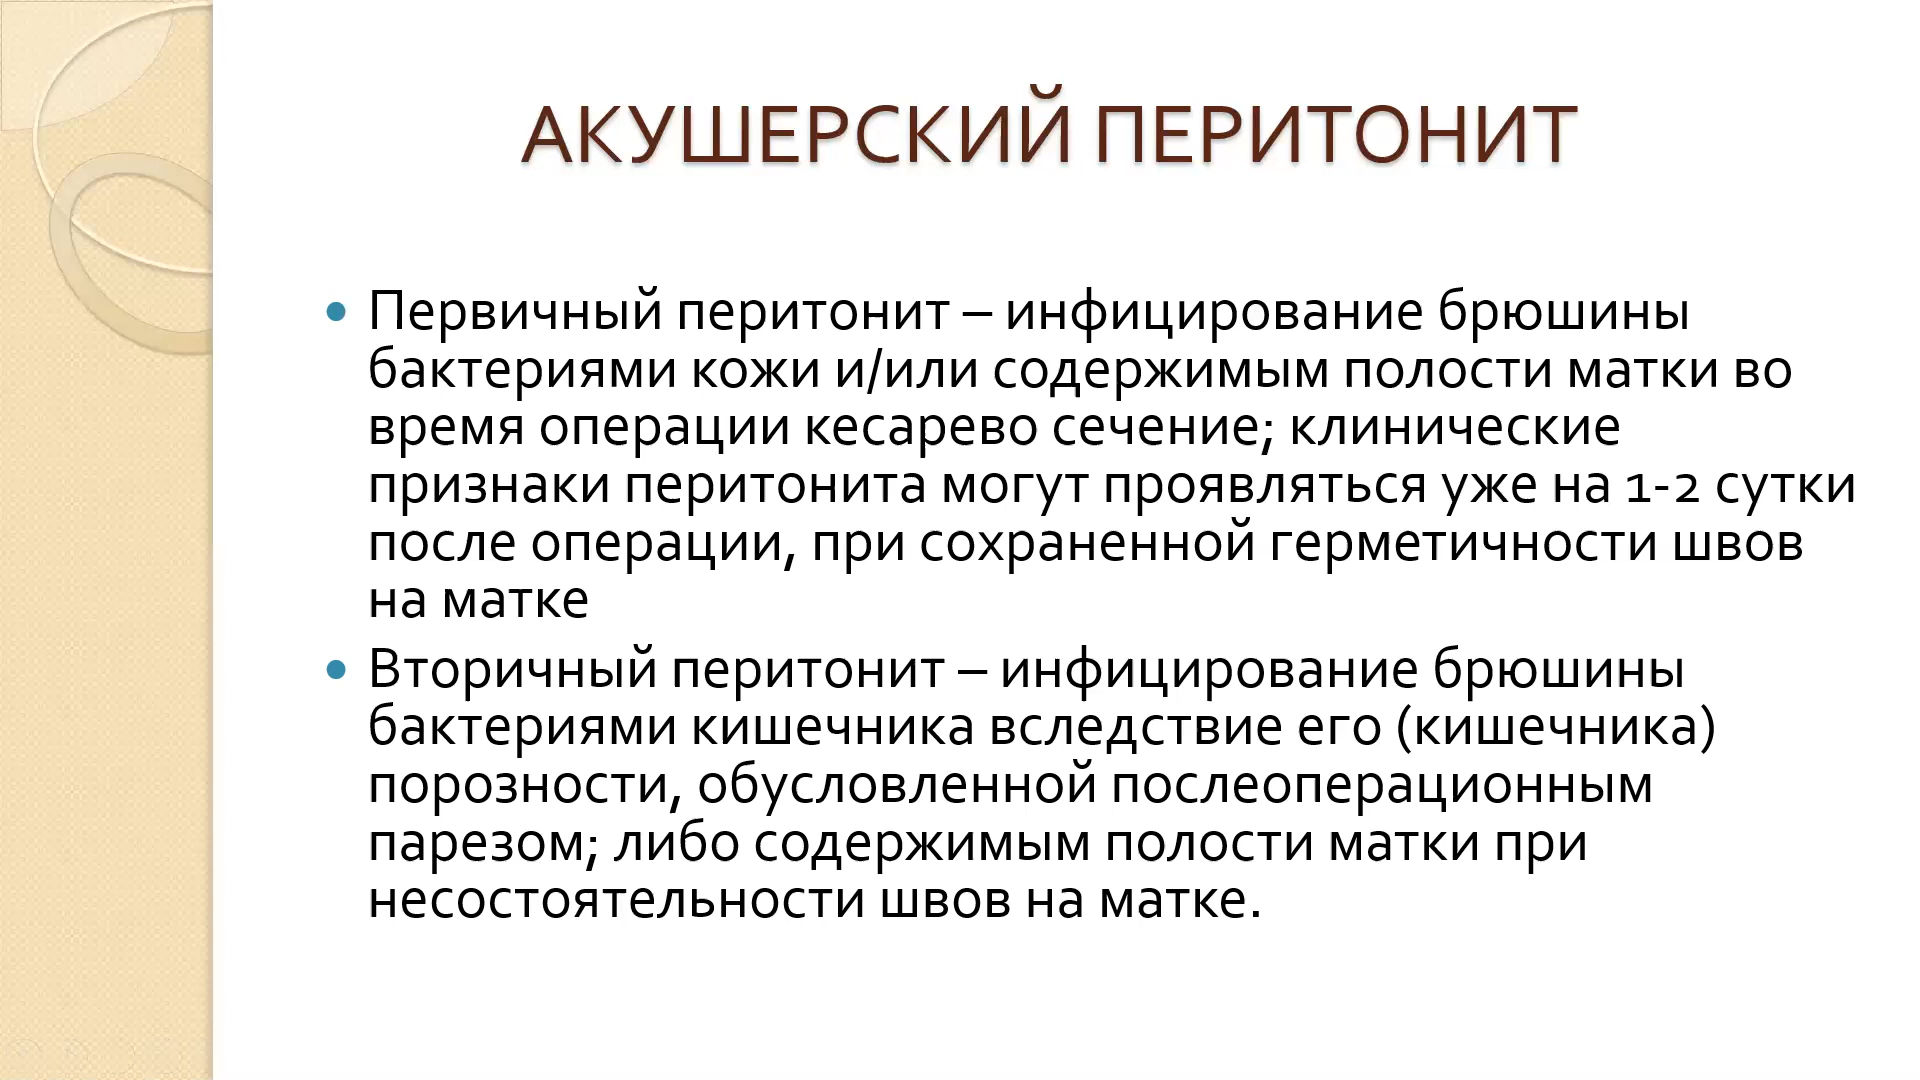 АКУШЕРСКИЙ ПЕРИТОНИТ
• Первичный перитонит – инфицирование брюшины
бактериями кожи и/или содержимым полости матки во
время операции кесарево сечение; клинические
признаки перитонита могут проявляться уже на 1-2 сутки
после операции, при сохраненной герметичности швов
на матке
• Вторичный перитонит – инфицирование брюшины
бактериями кишечника вследствие его (кишечника)
порозности, обусловленной послеоперационным
парезом; либо содержимым полости матки при
несостоятельности швов на матке.